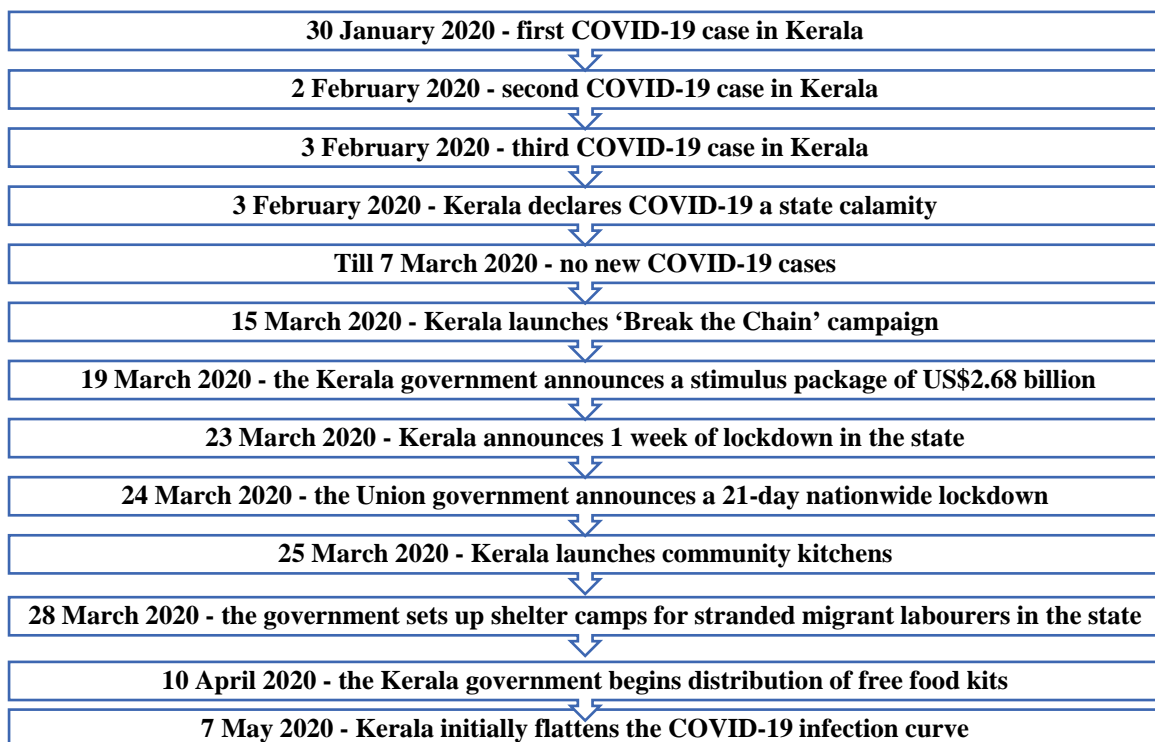 30 January 2020 - first COVID-19 case in Kerala
2 February 2020 - second COVID-19 case in Kerala
3 February 2020 - third COVID-19 case in Kerala
3 February 2020 - Kerala declares COVID-19 a state calamity
Till 7 March 2020 - no new COVID-19 cases
15 March 2020 - Kerala launches ‘Break the Chain’ campaign
19 March 2020 - the Kerala government announces a stimulus package of US$2.68 billion
23 March 2020 - Kerala announces 1 week of lockdown in the state
24 March 2020 - the Union government announces a 21-day nationwide lockdown
25 March 2020 - Kerala launches community kitchens
28 March 2020 - the government sets up shelter camps for stranded migrant labourers in the state
10 April 2020 - the Kerala government begins distribution of free food kits
7 May 2020 - Kerala initially flattens the COVID-19 infection curve